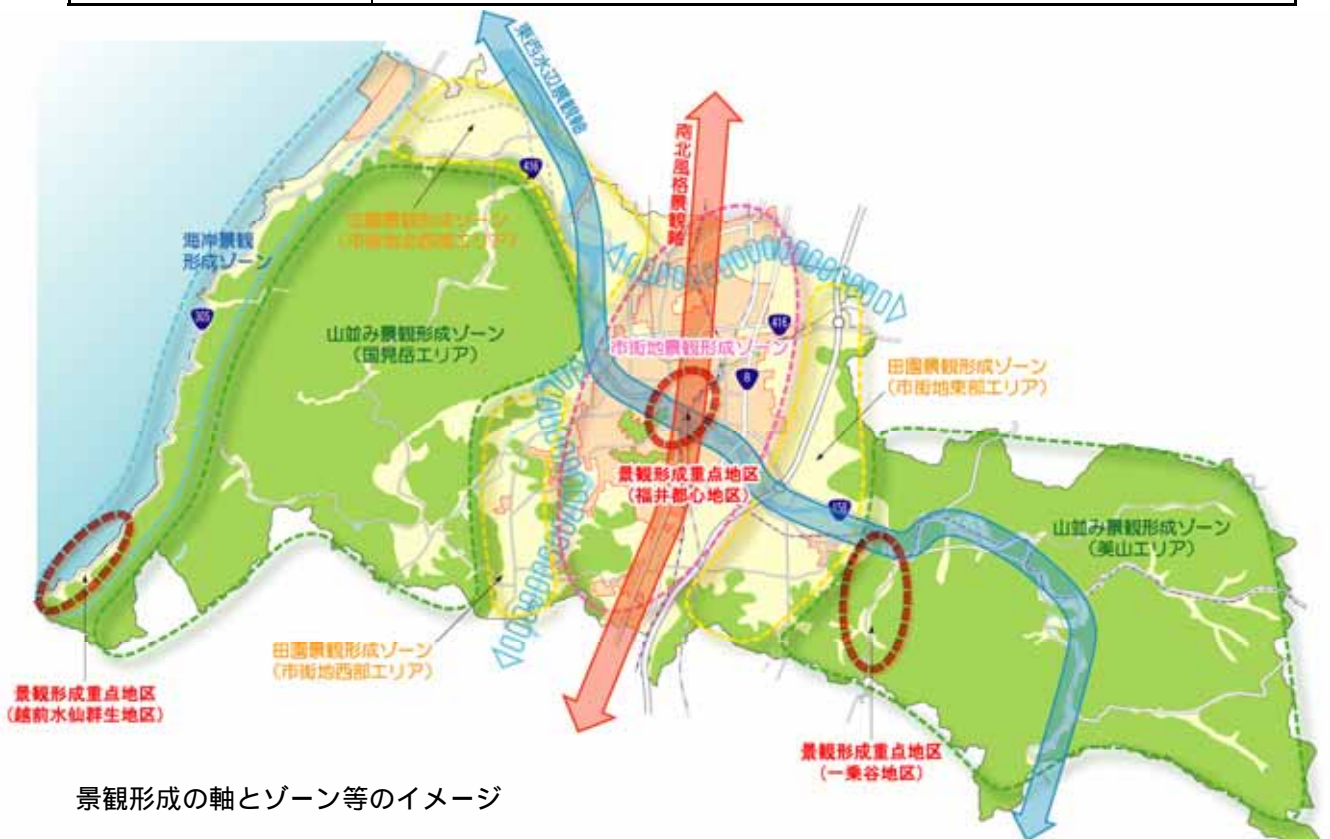 東西水辺景観軸
南北風格景観軸
416
海岸景観
形成ゾーン
田園景観形成ゾーン
(市街地北西部エリア)
305
山並み景観形成ゾーン
(国見岳エリア)
市街地景観形成ゾーン
416
8
田園景観形成ゾーン
(市街地東部エリア)
景観形成重点地区
(福井都心地区)
158
山並み景観形成ゾーン
(美山エリア)
田園景観形成ゾーン
(市街地西部エリア)
景観形成重点地区
(越前水仙群生地区)
景観形成重点地区
(一乗谷地区)
景観形成の軸とゾーン等のイメージ